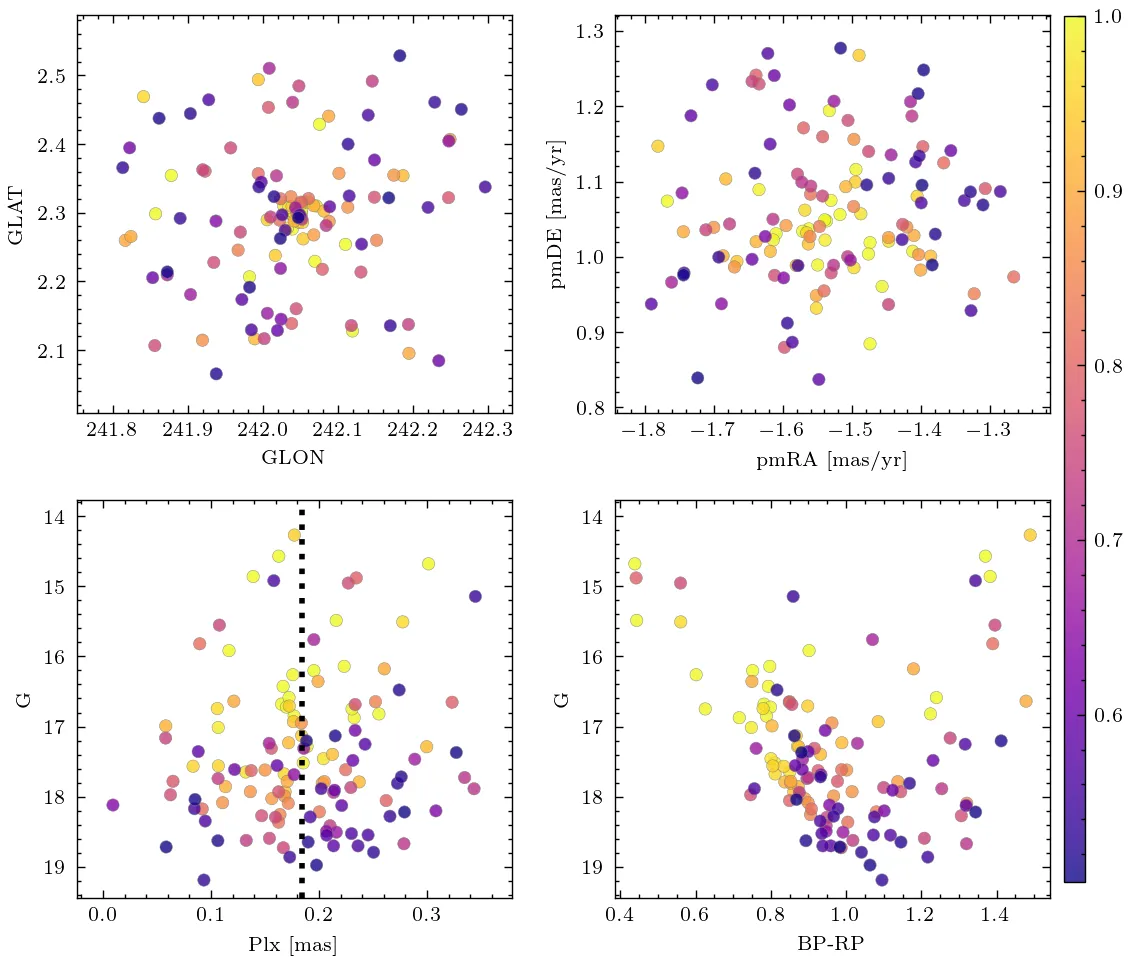 2.5
2.4
2.3
2.2
2.1
GLAT
241.8 241.9 242.0 242.1 242.2 242.3
GLON
1.3
1.2
1.1
1.0
0.9
0.8
pmDE [mas/yr]
−1.8 −1.7 −1.6 −1.5 −1.4 −1.3
pmRA [mas/yr]
1.0
0.9
0.8
0.7
0.6
14
15
16
17
18
19
G
0.0 0.1 0.2 0.3
Plx [mas]
14
15
16
17
18
19
G
0.4 0.6 0.8 1.0 1.2 1.4
BP-RP